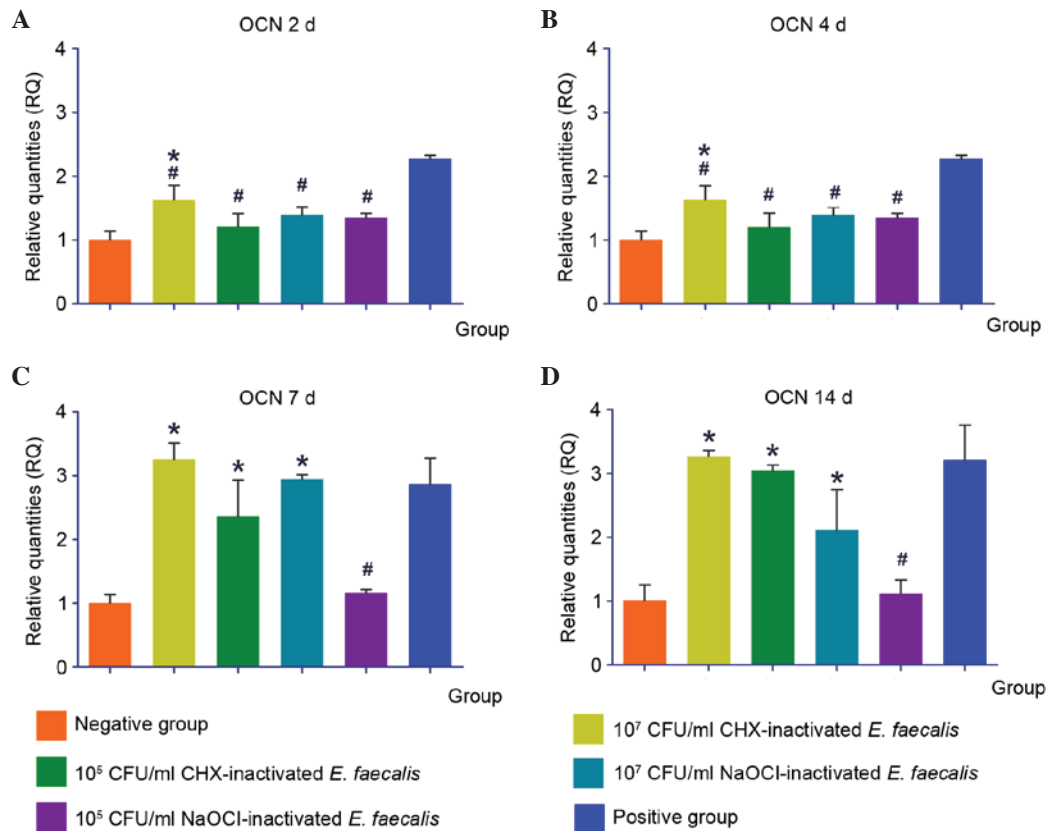 A
OCN 2 d
4
3
2
1
0
Relative quantities (RQ)
*
#
#
#
#
Group
B
OCN 4 d
4
3
2
1
0
Relative quantities (RQ)
*
#
#
#
#
Group
C
OCN 7 d
4
3
2
1
0
Relative quantities (RQ)
*
*
*
#
Group
D
OCN 14 d
4
3
2
1
0
Relative quantities (RQ)
*
*
*
#
Group
Negative group
10⁵ CFU/ml CHX-inactivated E. faecalis
10⁵ CFU/ml NaOCI-inactivated E. faecalis
10⁷ CFU/ml CHX-inactivated E. faecalis
10⁷ CFU/ml NaOCI-inactivated E. faecalis
Positive group